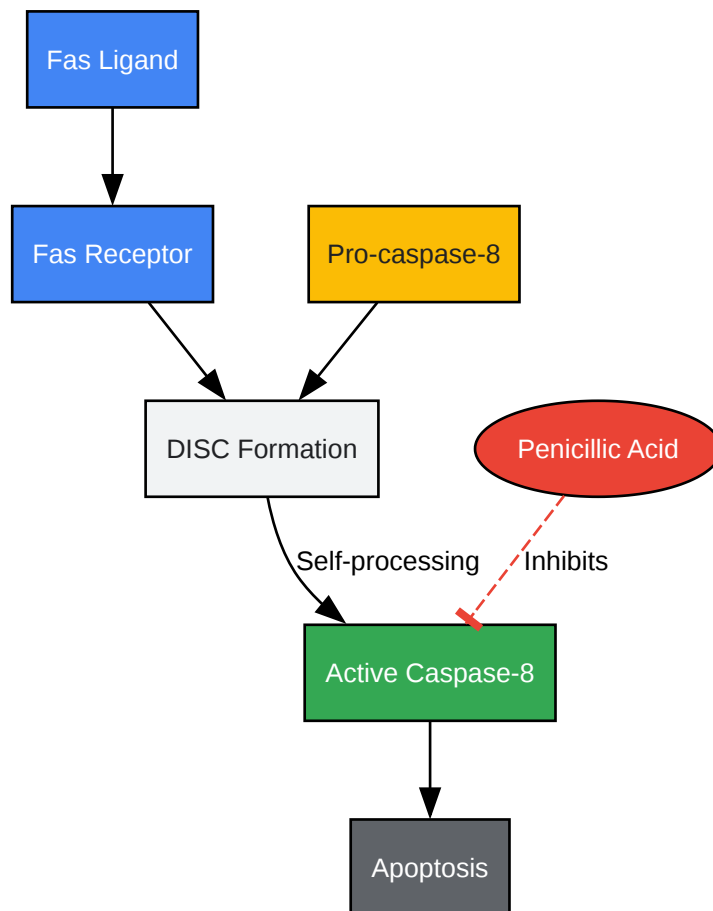 Fas Ligand
Fas Receptor
Pro-caspase-8
DISC Formation
Penicillic Acid
Self-processing
Inhibits
Active Caspase-8
Apoptosis